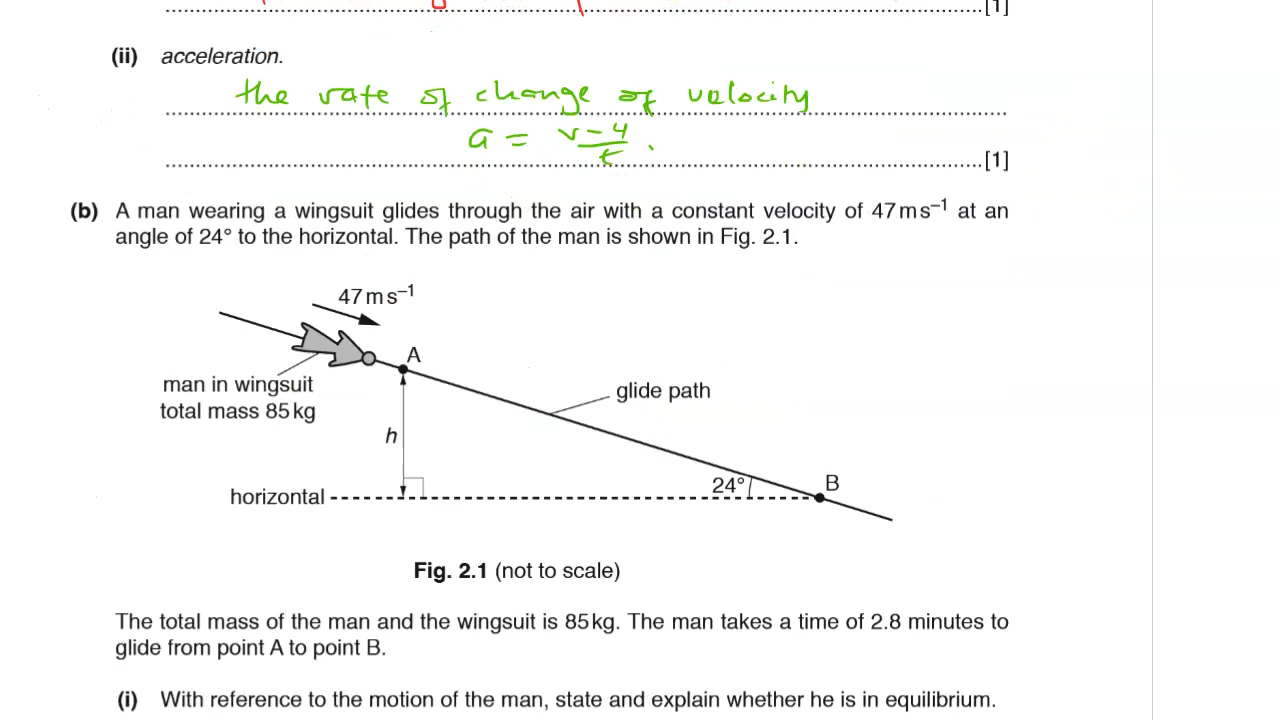 [1]
(ii) acceleration.
the rate of change of velocity
a = v-u/t .
[1]
(b) A man wearing a wingsuit glides through the air with a constant velocity of 47 m s⁻¹ at an
angle of 24° to the horizontal. The path of the man is shown in Fig. 2.1.
47 m s⁻¹
A
man in wingsuit
total mass 85 kg
glide path
h
24°
B
horizontal
Fig. 2.1 (not to scale)
The total mass of the man and the wingsuit is 85 kg. The man takes a time of 2.8 minutes to
glide from point A to point B.
(i) With reference to the motion of the man, state and explain whether he is in equilibrium.